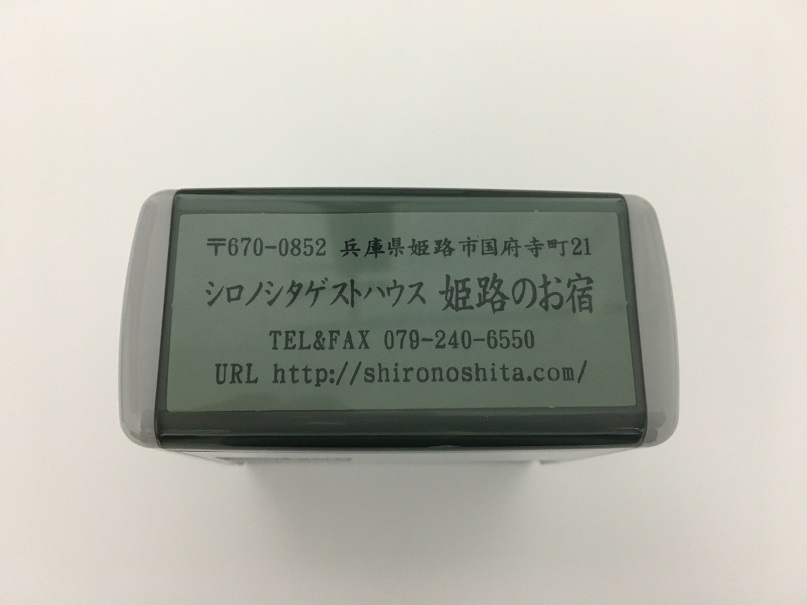 〒670-0852 兵庫県姫路市国府寺町21
シロノシタゲストハウス 姫路のお宿
TEL&FAX 079-240-6550
URL http://shironoshita.com/